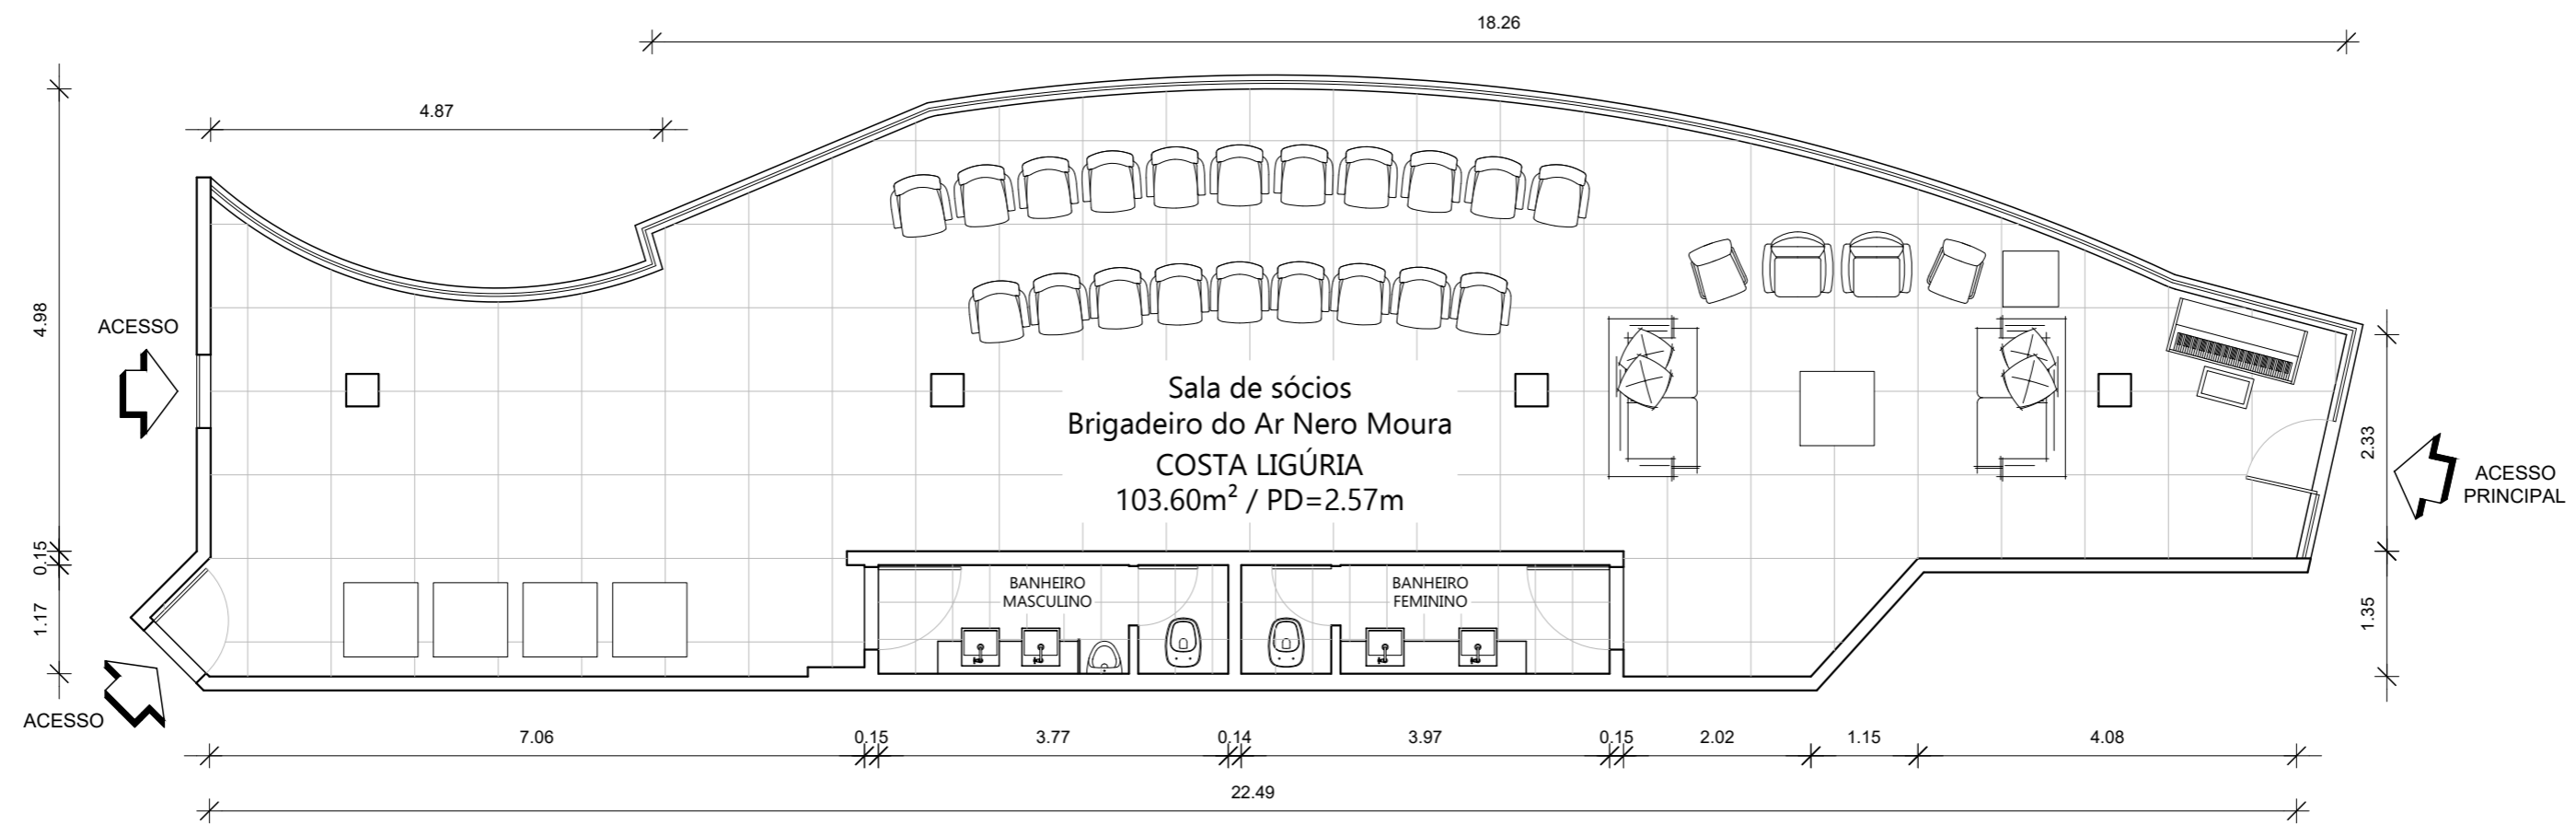 18.26
4.87
4.98
0.15
1.17
ACESSO
ACESSO
Sala de sócios
Brigadeiro do Ar Nero Moura
COSTA LIGÚRIA
103.60m² / PD=2.57m
BANHEIRO
MASCULINO
BANHEIRO
FEMININO
2.33
1.35
ACESSO
PRINCIPAL
7.06 0.15 3.77 0.14 3.97 0.15 2.02 1.15 4.08
22.49